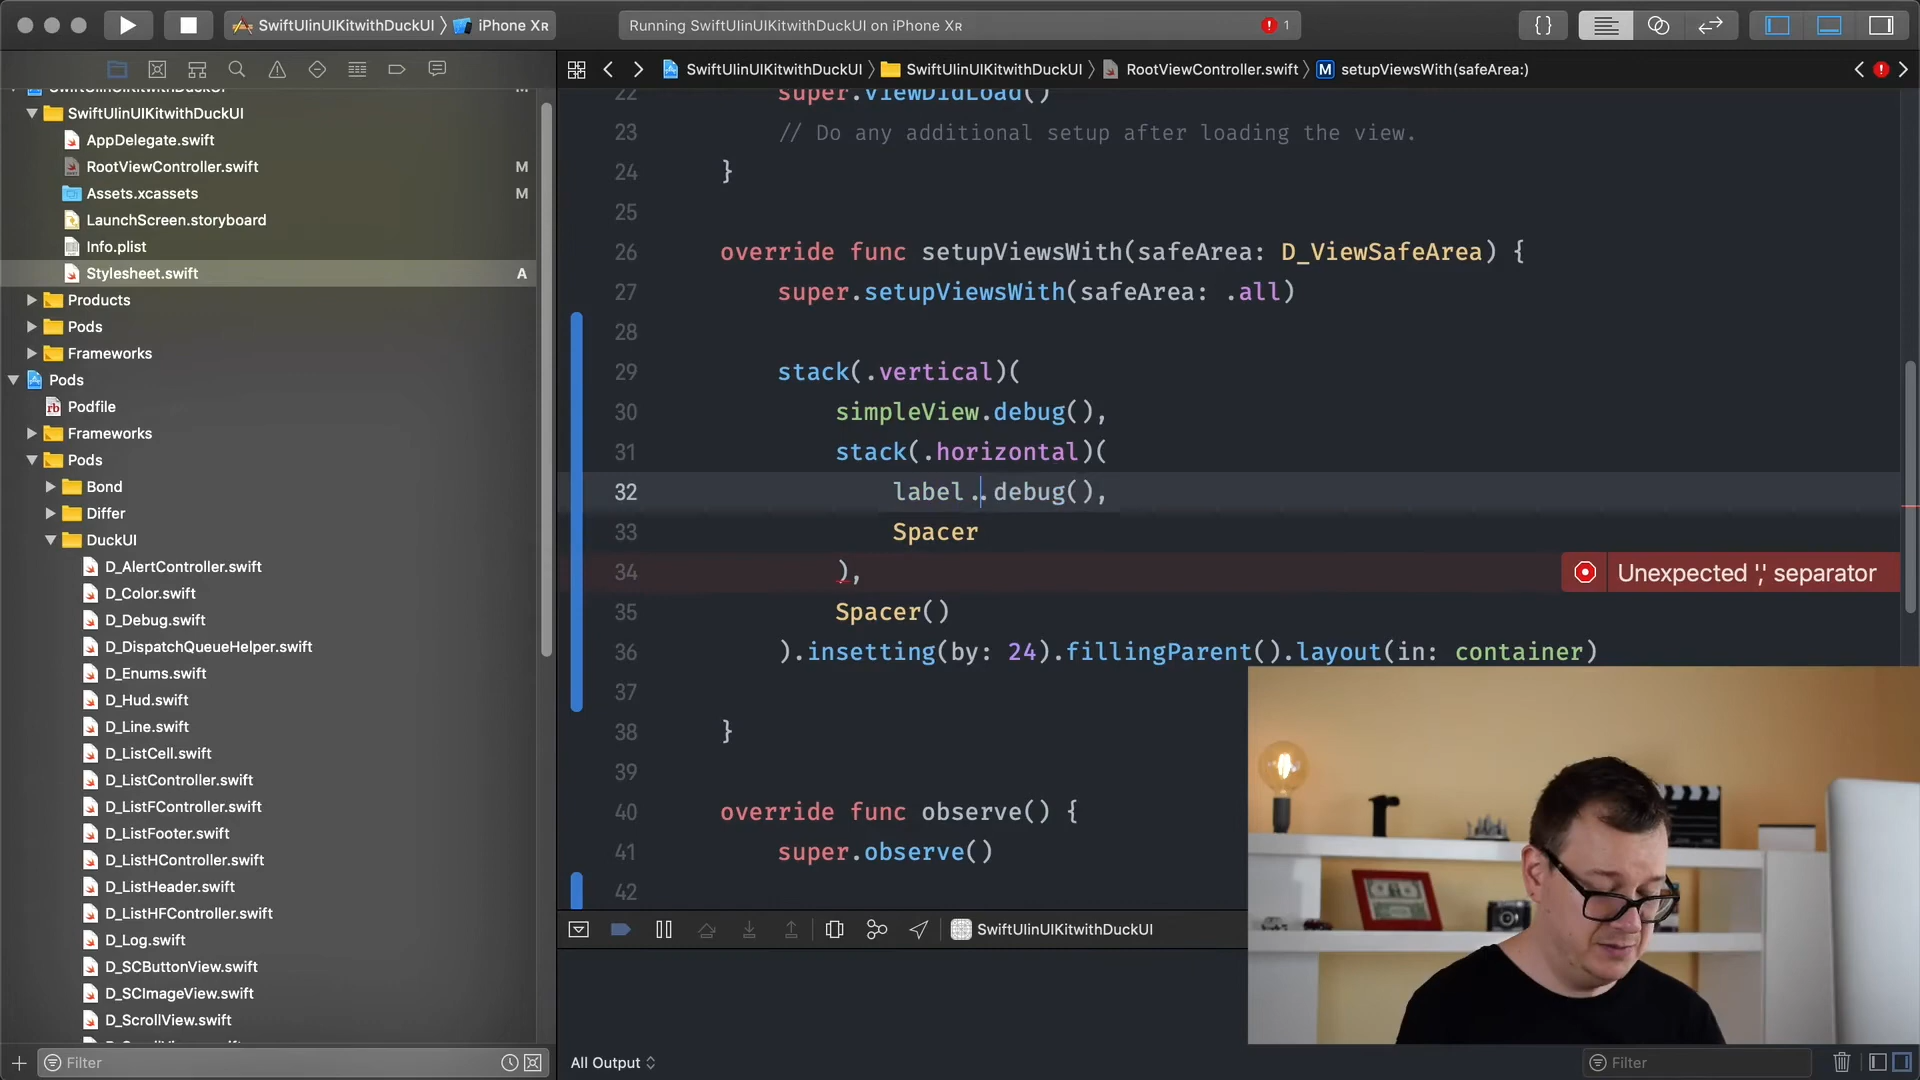 SwiftUIinUIKitwithDuckUI
iPhone XR
Running SwiftUIinUIKitwithDuckUI on iPhone XR
1
{}
SwiftUIinUIKitwithDuckUI
SwiftUIinUIKitwithDuckUI
RootViewController.swift
M
setupViewsWith(safeArea:)
SwiftUIinUIKitwithDuckUI
M
SwiftUIinUIKitwithDuckUI
AppDelegate.swift
RootViewController.swift
M
Assets.xcassets
M
LaunchScreen.storyboard
Info.plist
Stylesheet.swift
A
Products
Pods
Frameworks
Pods
rb Podfile
Frameworks
Pods
Bond
Differ
DuckUI
D_AlertController.swift
D_Color.swift
D_Debug.swift
D_DispatchQueueHelper.swift
D_Enums.swift
D_Hud.swift
D_Line.swift
D_ListCell.swift
D_ListController.swift
D_ListFController.swift
D_ListFooter.swift
D_ListHController.swift
D_ListHeader.swift
D_ListHFController.swift
D_Log.swift
D_SCButtonView.swift
D_SCImageView.swift
D_ScrollView.swift
Filter
22 super.viewDidLoad()
23 // Do any additional setup after loading the view.
24 }
25
26 override func setupViewsWith(safeArea: D_ViewSafeArea) {
27 super.setupViewsWith(safeArea: .all)
28
29 stack(.vertical)(
30 simpleView.debug(),
31 stack(.horizontal)(
32 label ..debug(),
33 Spacer
34 ),
Unexpected ',' separator
35 Spacer()
36 ).insetting(by: 24).fillingParent().layout(in: container)
37
38 }
39
40 override func observe() {
41 super.observe()
42
SwiftUIinUIKitwithDuckUI
All Output
Filter